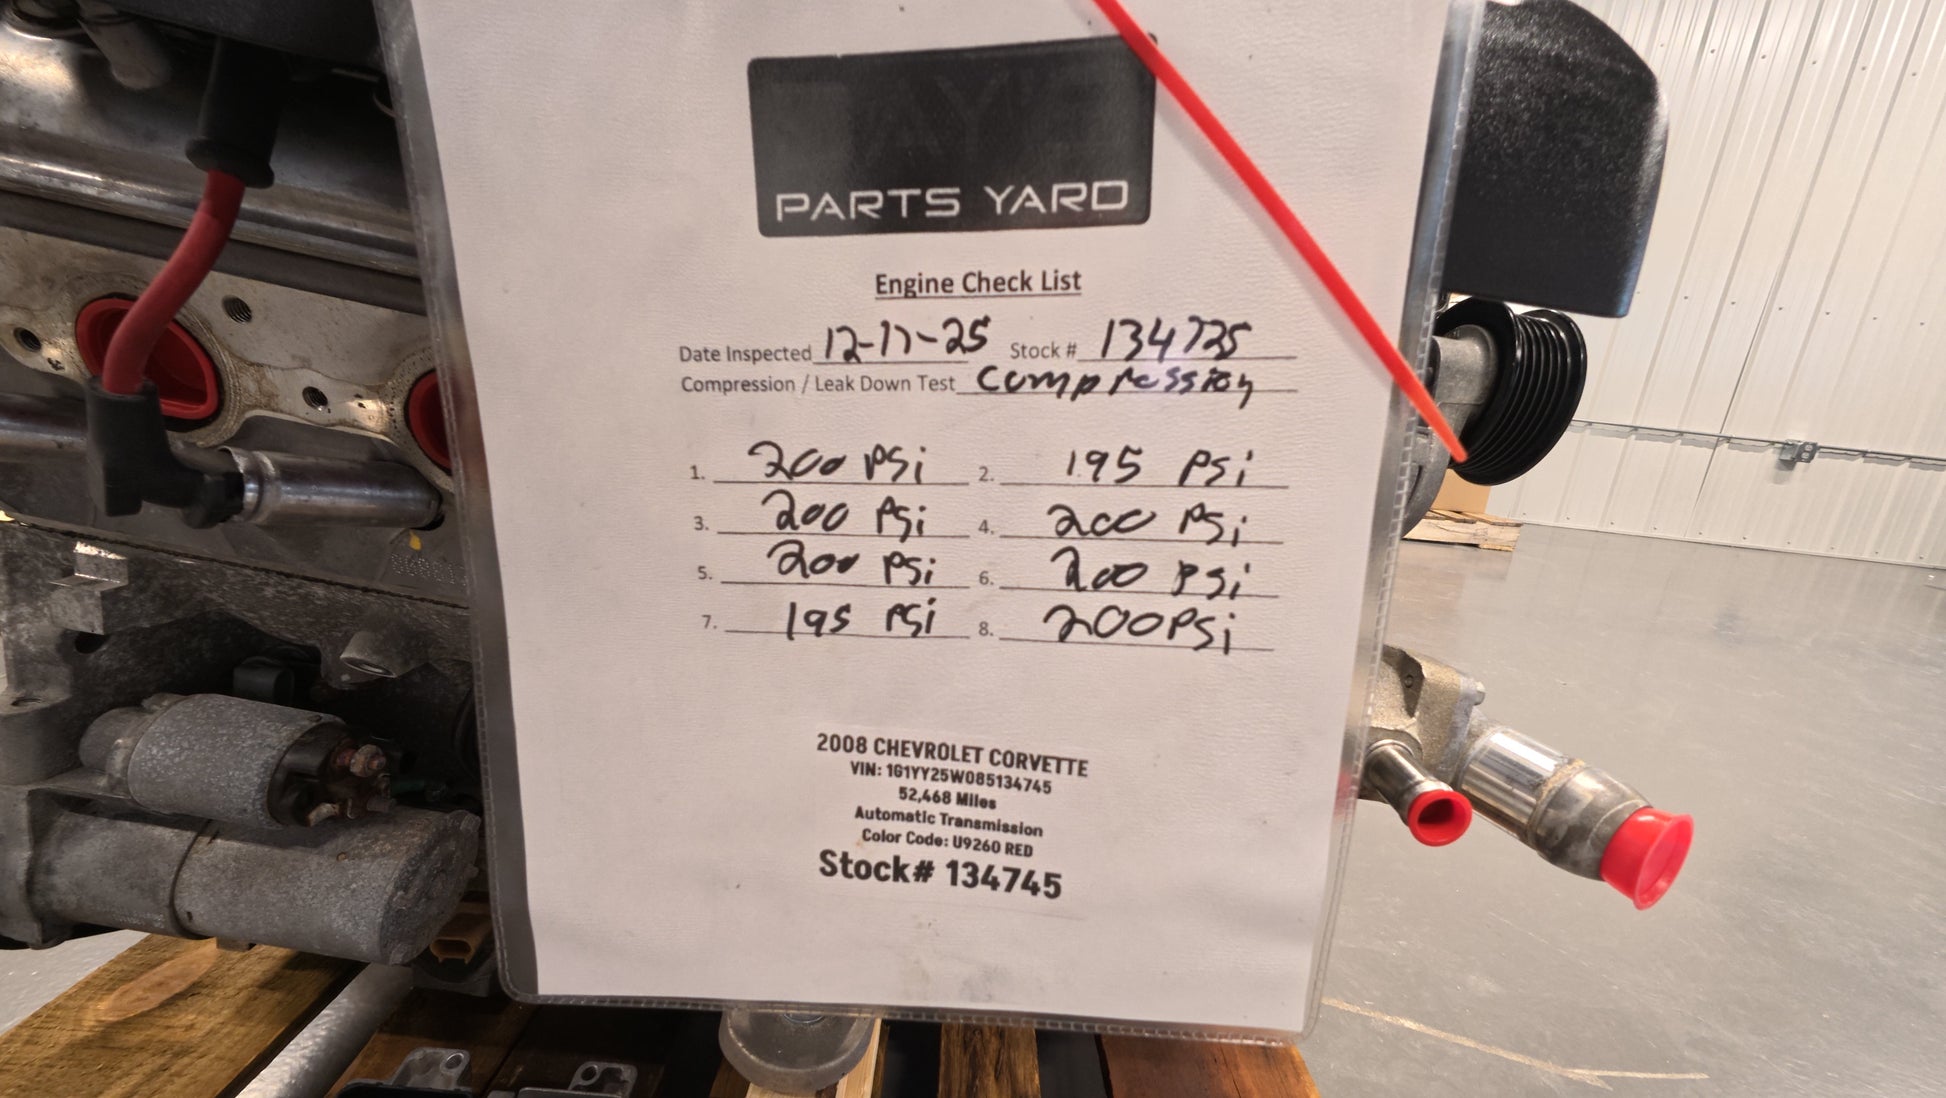 PARTS YARD
Engine Check List
Date Inspected 12-17-25 Stock # 134725
Compression / Leak Down Test Compression
1. 200 PSi 2. 195 PSi
3. 200 PSi 4. 200 PSi
5. 200 PSi 6. 200 PSi
7. 195 PSi 8. 200PSi
2008 CHEVROLET CORVETTE
VIN: 1G1YY25W085134745
52,468 Miles
Automatic Transmission
Color Code: U9260 RED
Stock# 134745